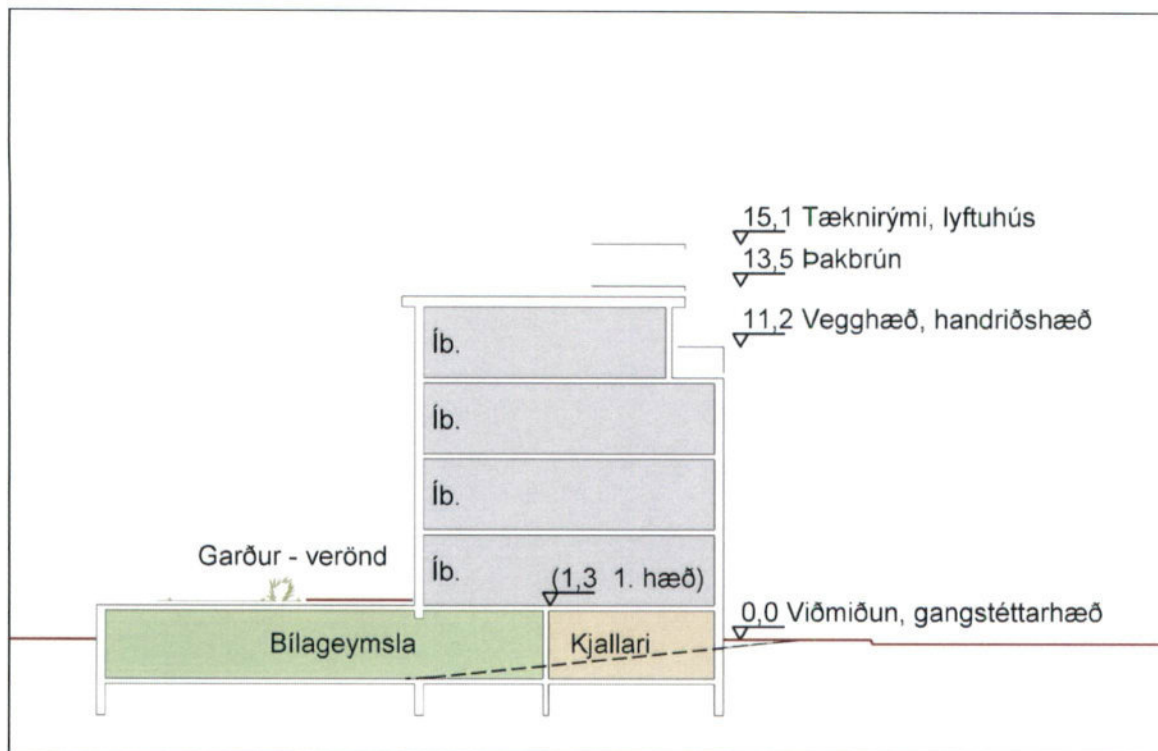 15,1 Tæknirými, lyftuhús
13,5 Þakbrún
11,2 Vegghæð, handriðshæð
Íb.
Íb.
Íb.
Garður - verönd
Íb.
(1,3 1. hæð)
0,0 Viðmiðun, gangstéttarhæð
Bílageymsla
Kjallari